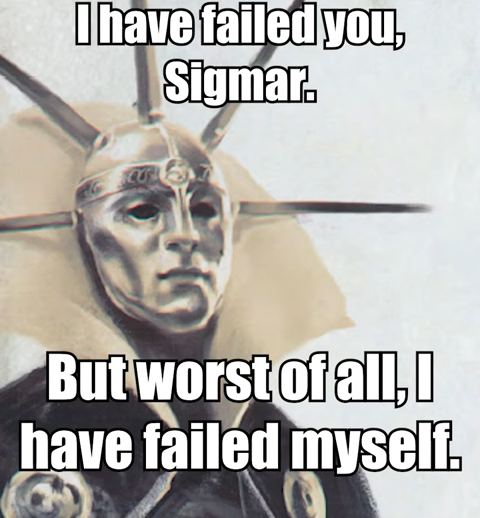 I have failed you,
Sigmar.
But worst of all, I
have failed myself.